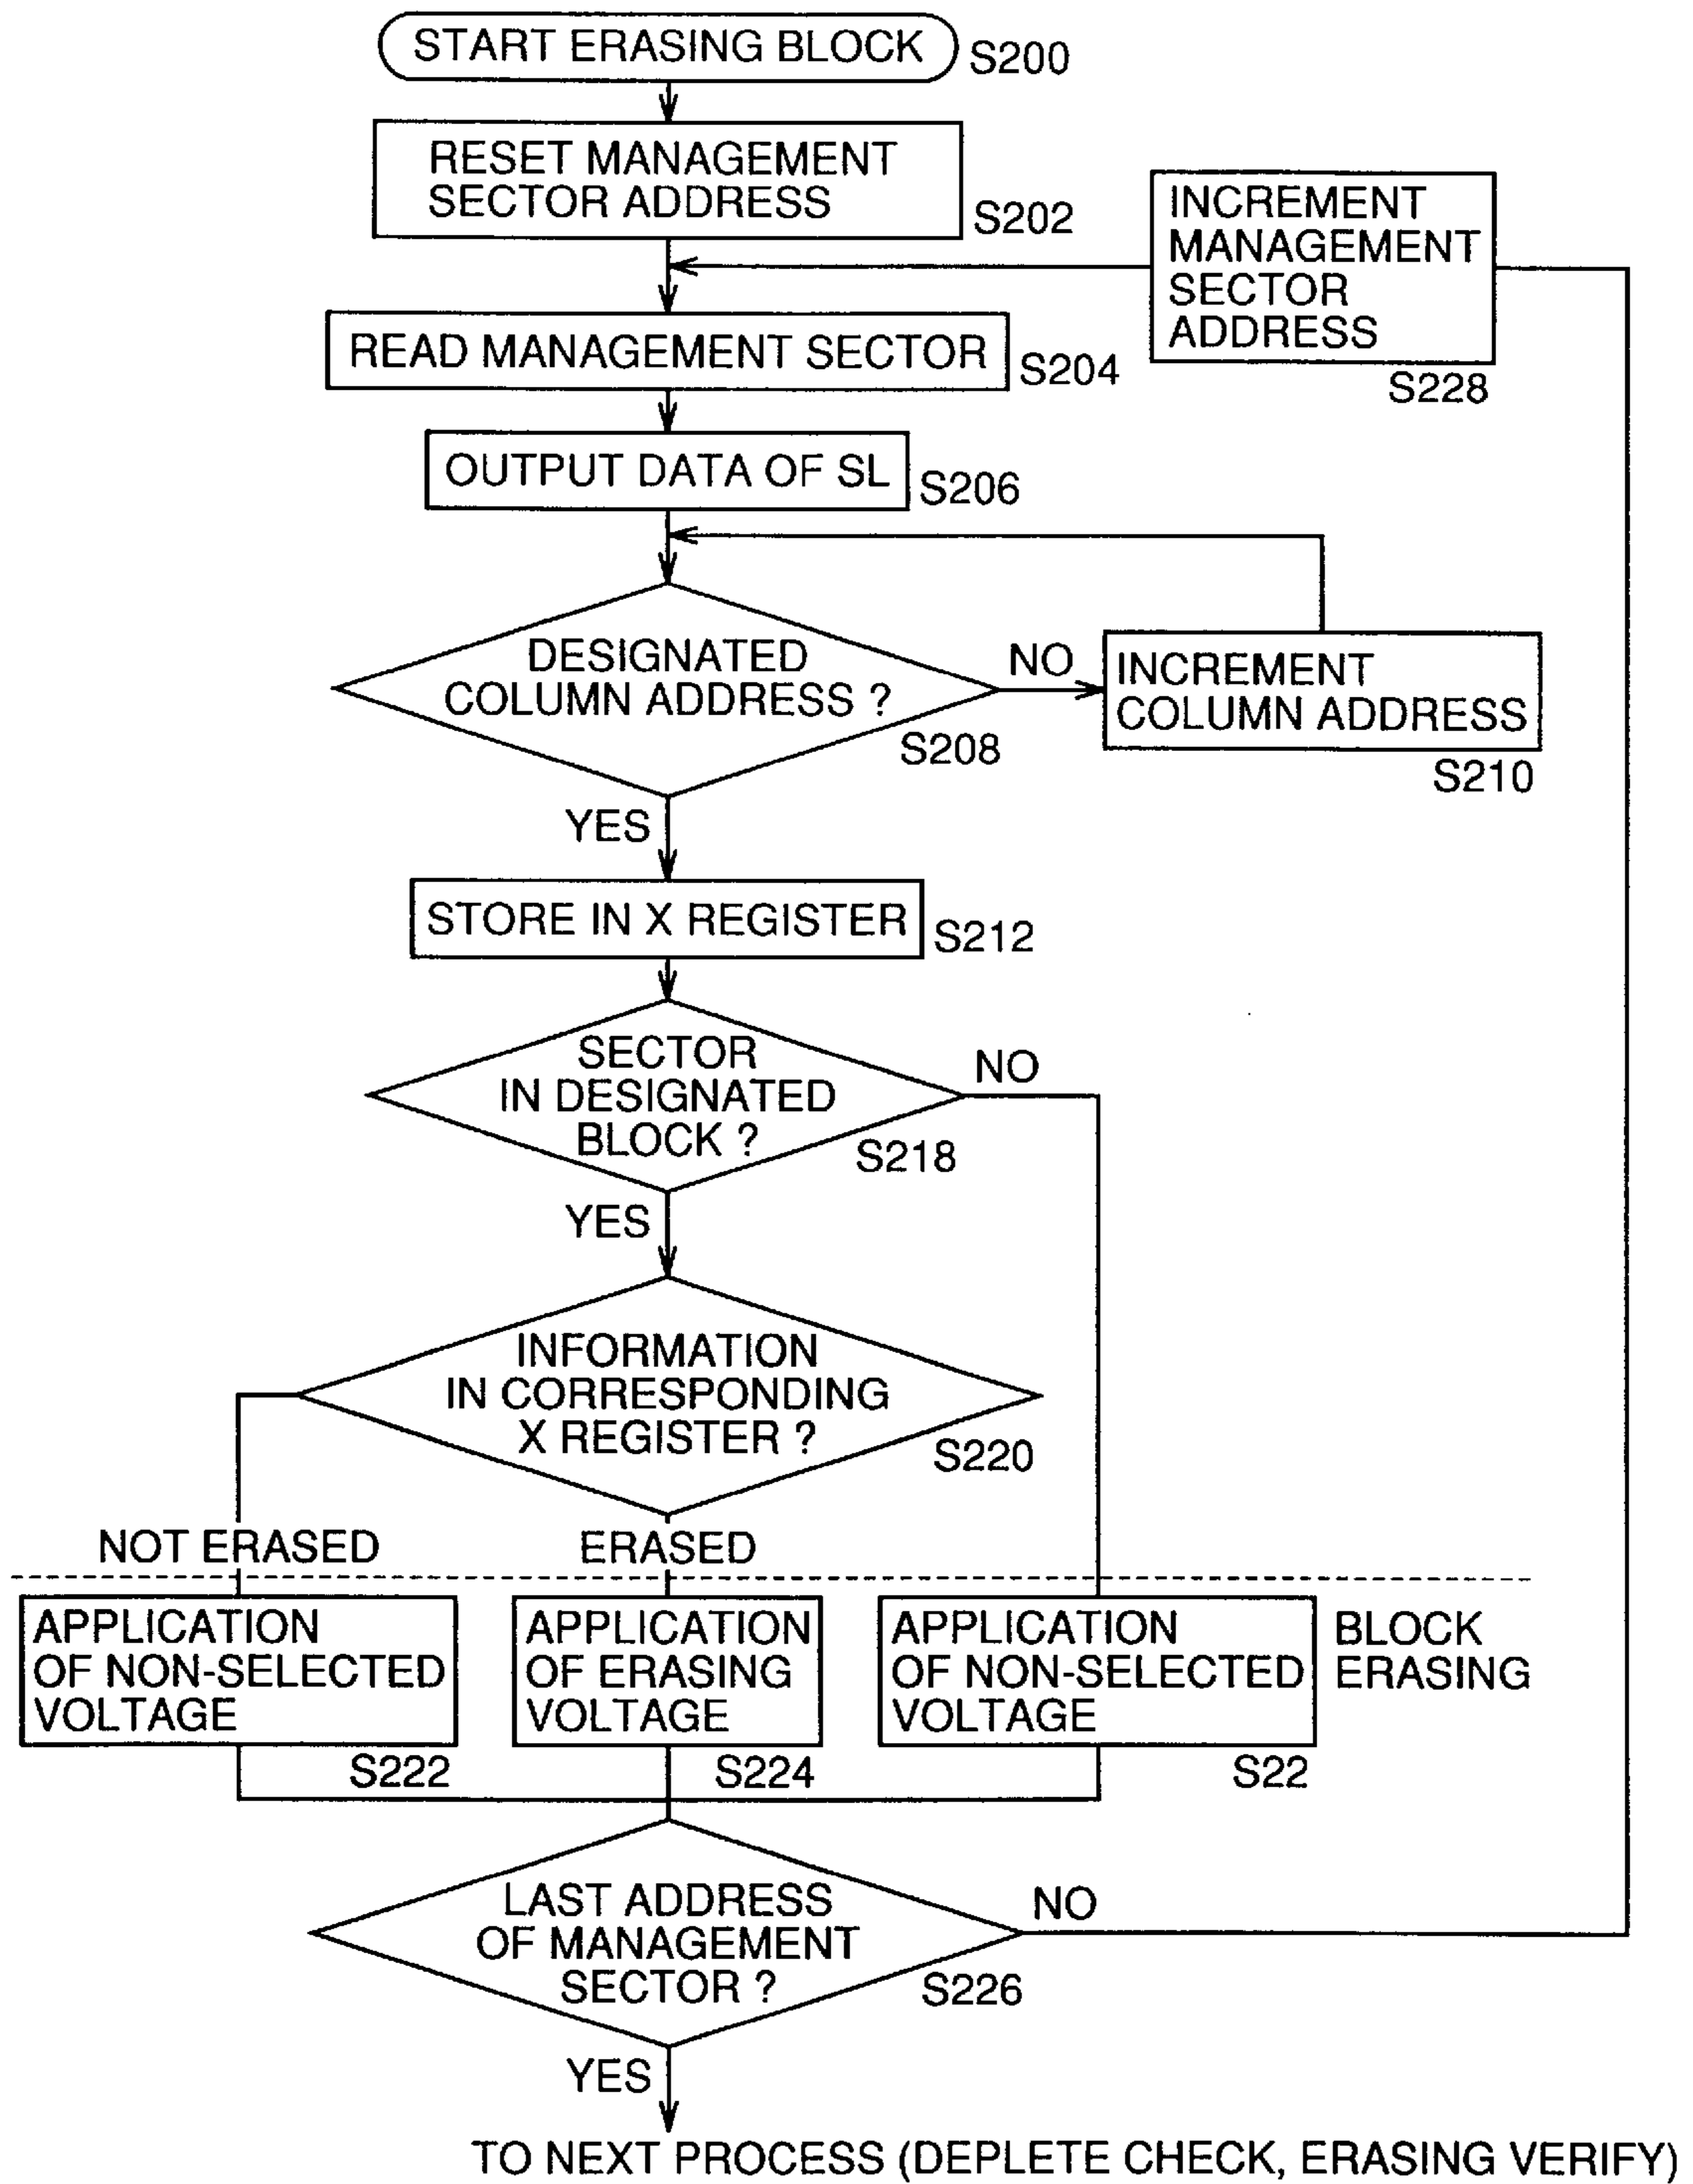 START ERASING BLOCK
S200
RESET MANAGEMENT
SECTOR ADDRESS
S202
INCREMENT
MANAGEMENT
SECTOR
ADDRESS
S228
READ MANAGEMENT SECTOR
S204
OUTPUT DATA OF SL
S206
DESIGNATED
COLUMN ADDRESS ?
S208
NO
INCREMENT
COLUMN ADDRESS
S210
YES
STORE IN X REGISTER
S212
SECTOR
IN DESIGNATED
BLOCK ?
S218
NO
YES
INFORMATION
IN CORRESPONDING
X REGISTER ?
S220
NOT ERASED
ERASED
APPLICATION
OF NON-SELECTED
VOLTAGE
S222
APPLICATION
OF ERASING
VOLTAGE
S224
APPLICATION
OF NON-SELECTED
VOLTAGE
S22
BLOCK
ERASING
LAST ADDRESS
OF MANAGEMENT
SECTOR ?
S226
NO
YES
TO NEXT PROCESS (DEPLETE CHECK, ERASING VERIFY)